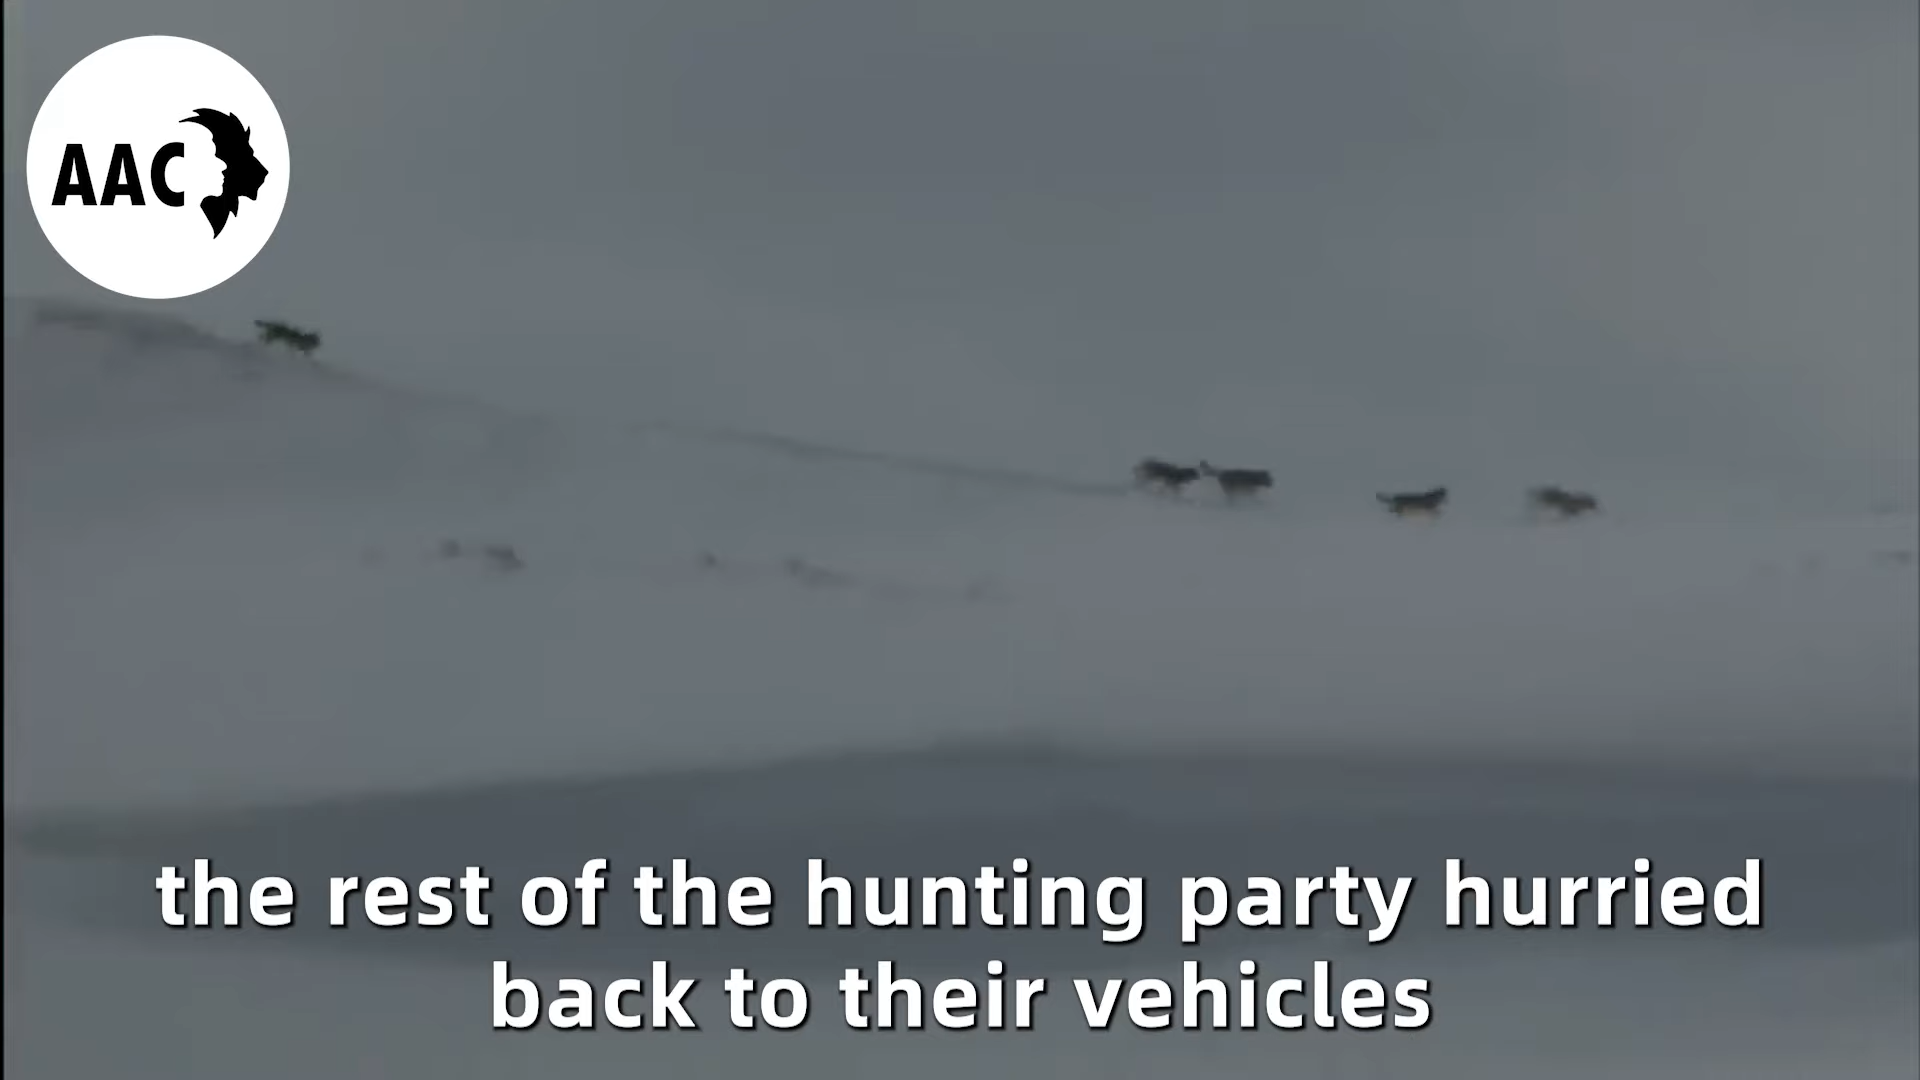 AAC
the rest of the hunting party hurried
back to their vehicles